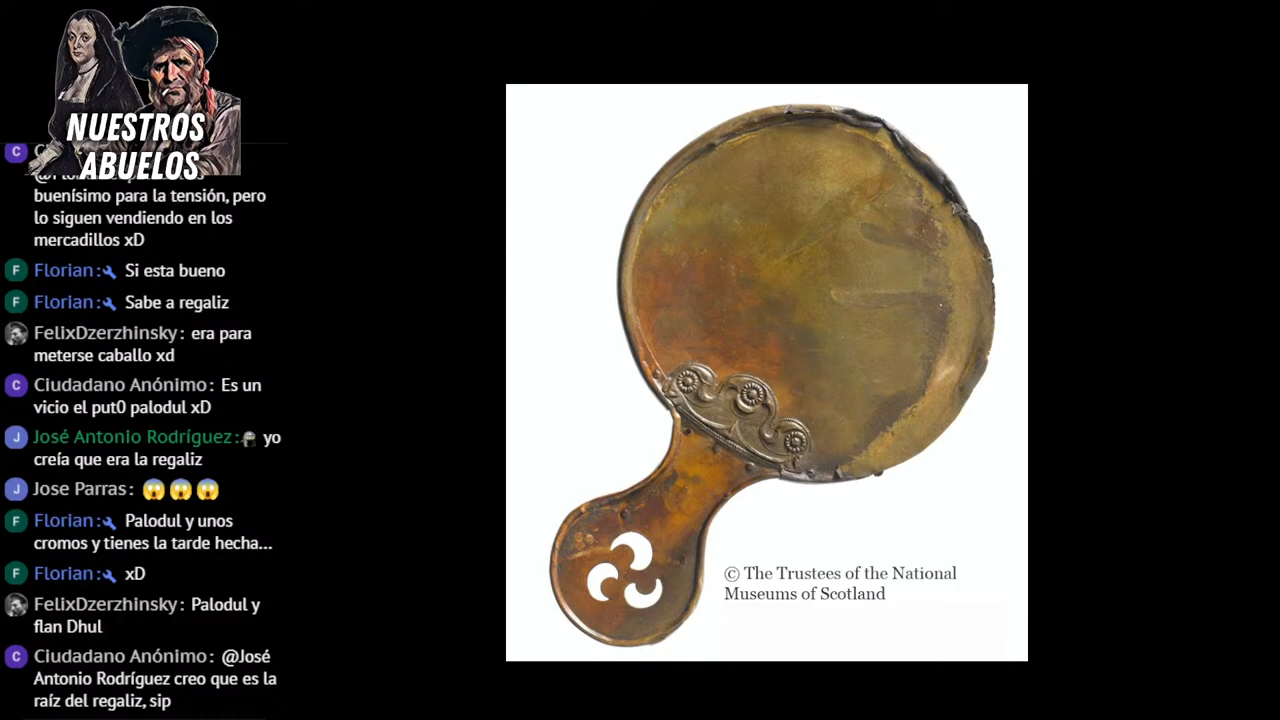 NUESTROS
ABUELOS
buenísimo para la tensión, pero
lo siguen vendiendo en los
mercadillos xD
Florian: Si esta bueno
Florian: Sabe a regaliz
FelixDzerzhinsky: era para
meterse caballo xd
Ciudadano Anónimo: Es un
vicio el put0 palodul xD
José Antonio Rodríguez: yo
creía que era la regaliz
Jose Parras: 😱😱😱
Florian: Palodul y unos
cromos y tienes la tarde hecha...
Florian: xD
FelixDzerzhinsky: Palodul y
flan Dhul
Ciudadano Anónimo: @José
Antonio Rodríguez creo que es la
raíz del regaliz, sip
© The Trustees of the National
Museums of Scotland